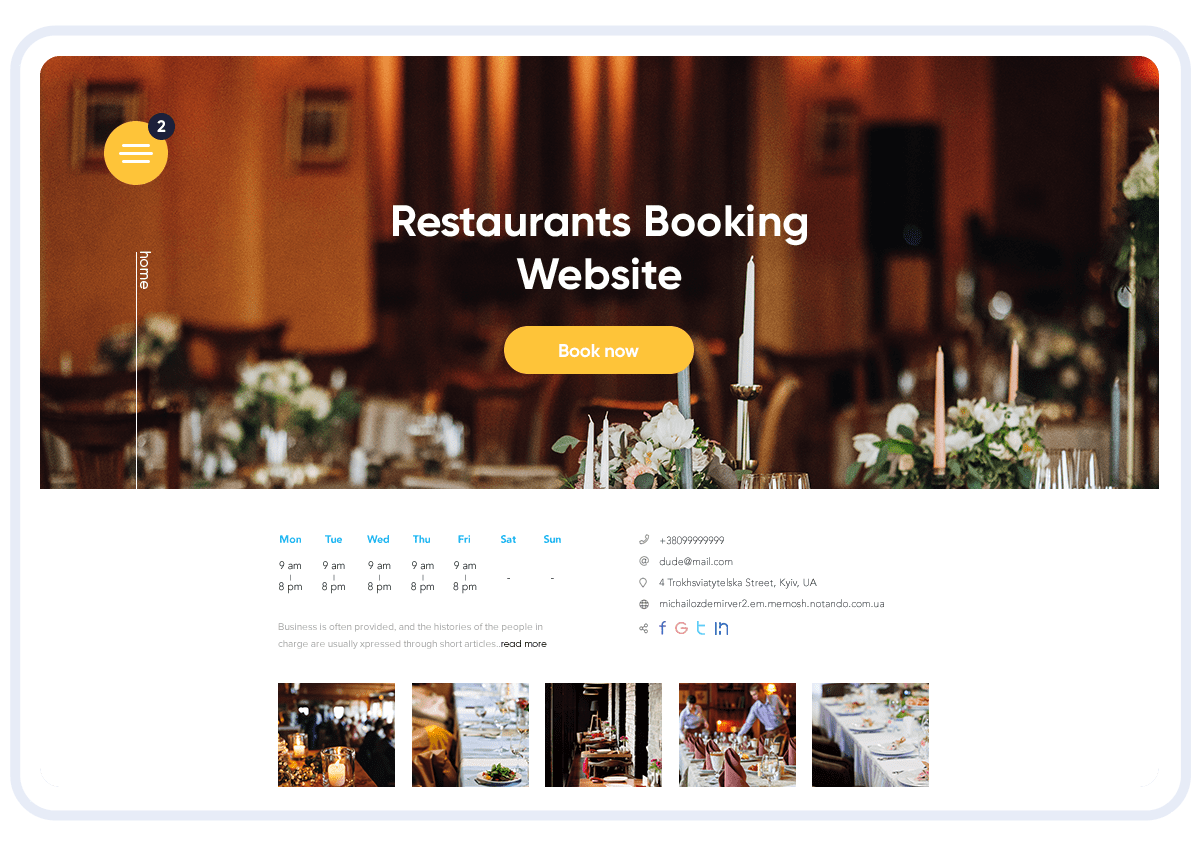 2
home
Restaurants Booking
Website
Book now
Mon Tue Wed Thu Fri Sat Sun
9 am 9 am 9 am 9 am 9 am
| | | | | - -
8 pm 8 pm 8 pm 8 pm 8 pm
Business is often provided, and the histories of the people in
charge are usually xpressed through short articles..read more
+38099999999
dude@mail.com
4 Trokhsviatytelska Street, Kyiv, UA
michailozdemirver2.em.memosh.notando.com.ua